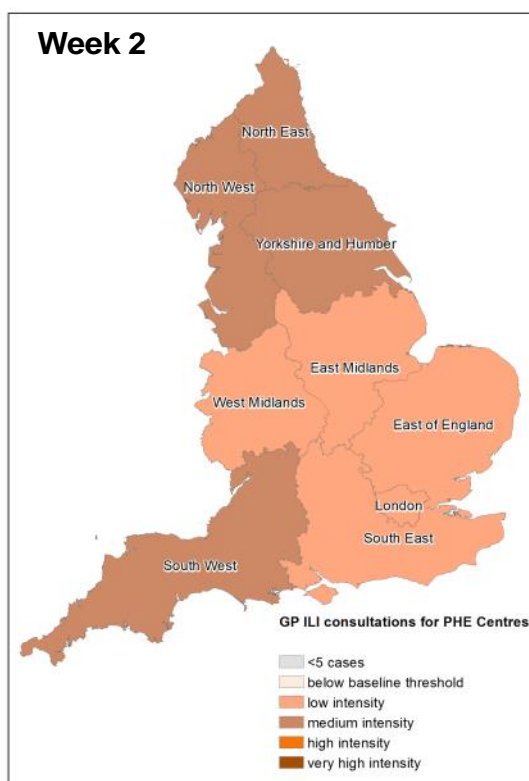 Week 2
North East
North West
Yorkshire and Humber
East Midlands
West Midlands
East of England
London
South East
South West
GP ILI consultations for PHE Centres
<5 cases
below baseline threshold
low intensity
medium intensity
high intensity
very high intensity